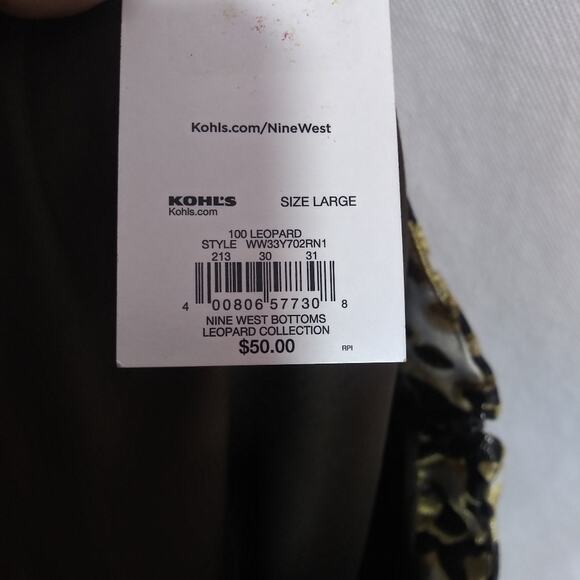 Kohls.com/NineWest
KOHL'S SIZE LARGE
Kohls.com
100 LEOPARD
STYLE WW33Y702RN1
213 30 31
4 00806 57730 8
NINE WEST BOTTOMS
LEOPARD COLLECTION
$50.00 RPI